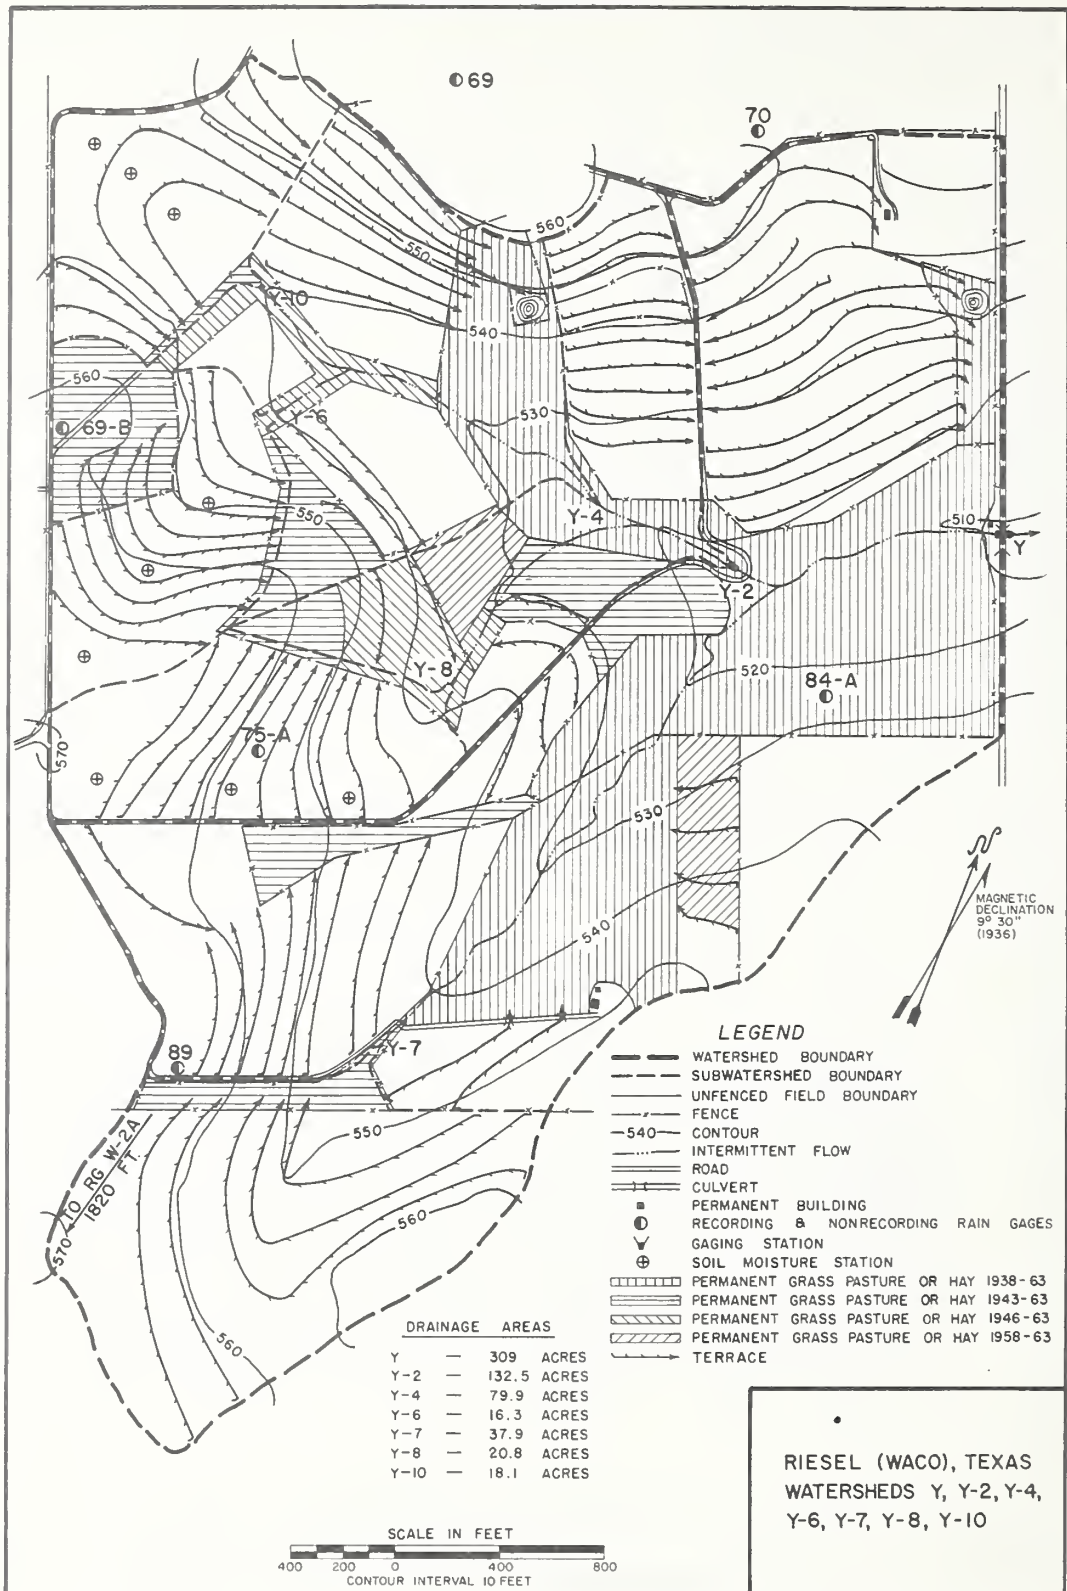 69
70
560
550
540
530
Y-10
560
69-B
Y-6
550
Y-4
510
Y
Y-2
Y-8
520
84-A
75-A
570
530
540
MAGNETIC
DECLINATION
9° 30"
(1936)
89
Y-7
550
TO RG W-2A
1820 FT.
570
560
560
LEGEND
WATERSHED BOUNDARY
SUBWATERSHED BOUNDARY
UNFENCED FIELD BOUNDARY
FENCE
540 CONTOUR
INTERMITTENT FLOW
ROAD
CULVERT
PERMANENT BUILDING
RECORDING & NONRECORDING RAIN GAGES
GAGING STATION
SOIL MOISTURE STATION
PERMANENT GRASS PASTURE OR HAY 1938-63
PERMANENT GRASS PASTURE OR HAY 1943-63
PERMANENT GRASS PASTURE OR HAY 1946-63
PERMANENT GRASS PASTURE OR HAY 1958-63
TERRACE
DRAINAGE AREAS
Y — 309 ACRES
Y-2 — 132.5 ACRES
Y-4 — 79.9 ACRES
Y-6 — 16.3 ACRES
Y-7 — 37.9 ACRES
Y-8 — 20.8 ACRES
Y-10 — 18.1 ACRES
SCALE IN FEET
400 200 0 400 800
CONTOUR INTERVAL 10 FEET
RIESEL (WACO), TEXAS
WATERSHEDS Y, Y-2, Y-4,
Y-6, Y-7, Y-8, Y-10